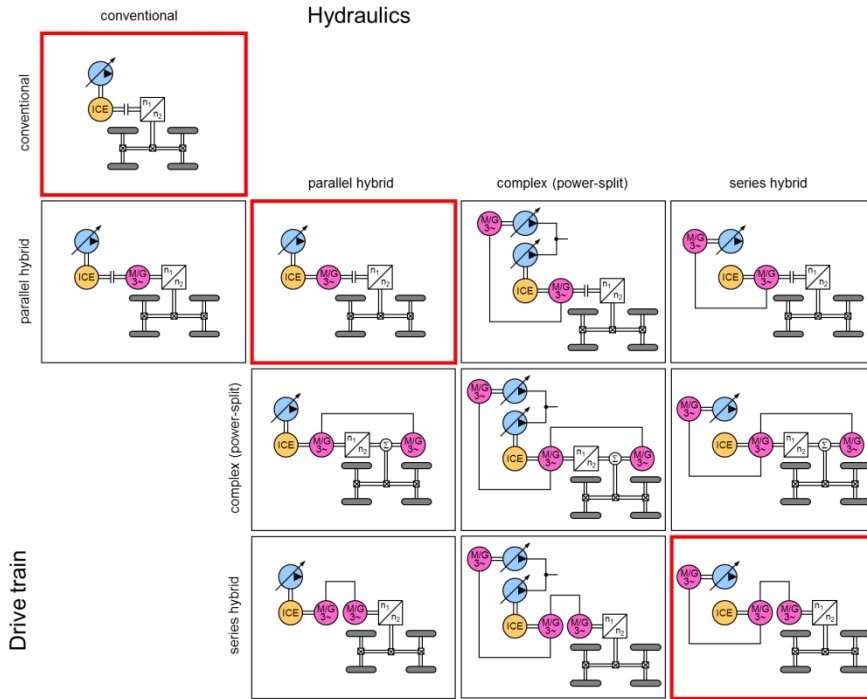 Hydraulics
conventional
conventional
ICE
n1
n2
parallel hybrid
complex (power-split)
series hybrid
parallel hybrid
ICE
M/G
3~
n1
n2
ICE
M/G
3~
n1
n2
M/G
3~
ICE
M/G
3~
n1
n2
M/G
3~
ICE
M/G
3~
n1
n2
complex (power-split)
ICE
M/G
3~
n1
n2
Σ
M/G
3~
M/G
3~
ICE
M/G
3~
n1
n2
Σ
M/G
3~
M/G
3~
ICE
M/G
3~
n1
n2
Σ
M/G
3~
Drive train
series hybrid
ICE
M/G
3~
M/G
3~
n1
n2
M/G
3~
ICE
M/G
3~
M/G
3~
n1
n2
M/G
3~
ICE
M/G
3~
M/G
3~
n1
n2